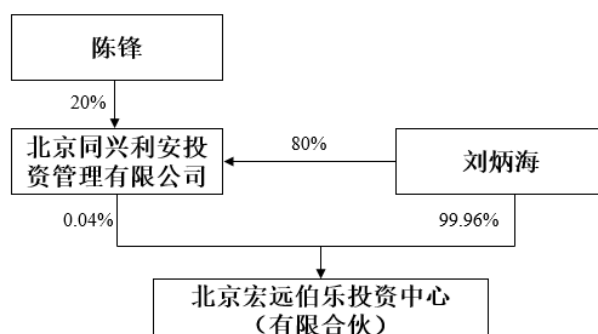 陈锋
20%
北京同兴利安投
资管理有限公司
80%
刘炳海
0.04%
99.96%
北京宏远伯乐投资中心
（有限合伙）